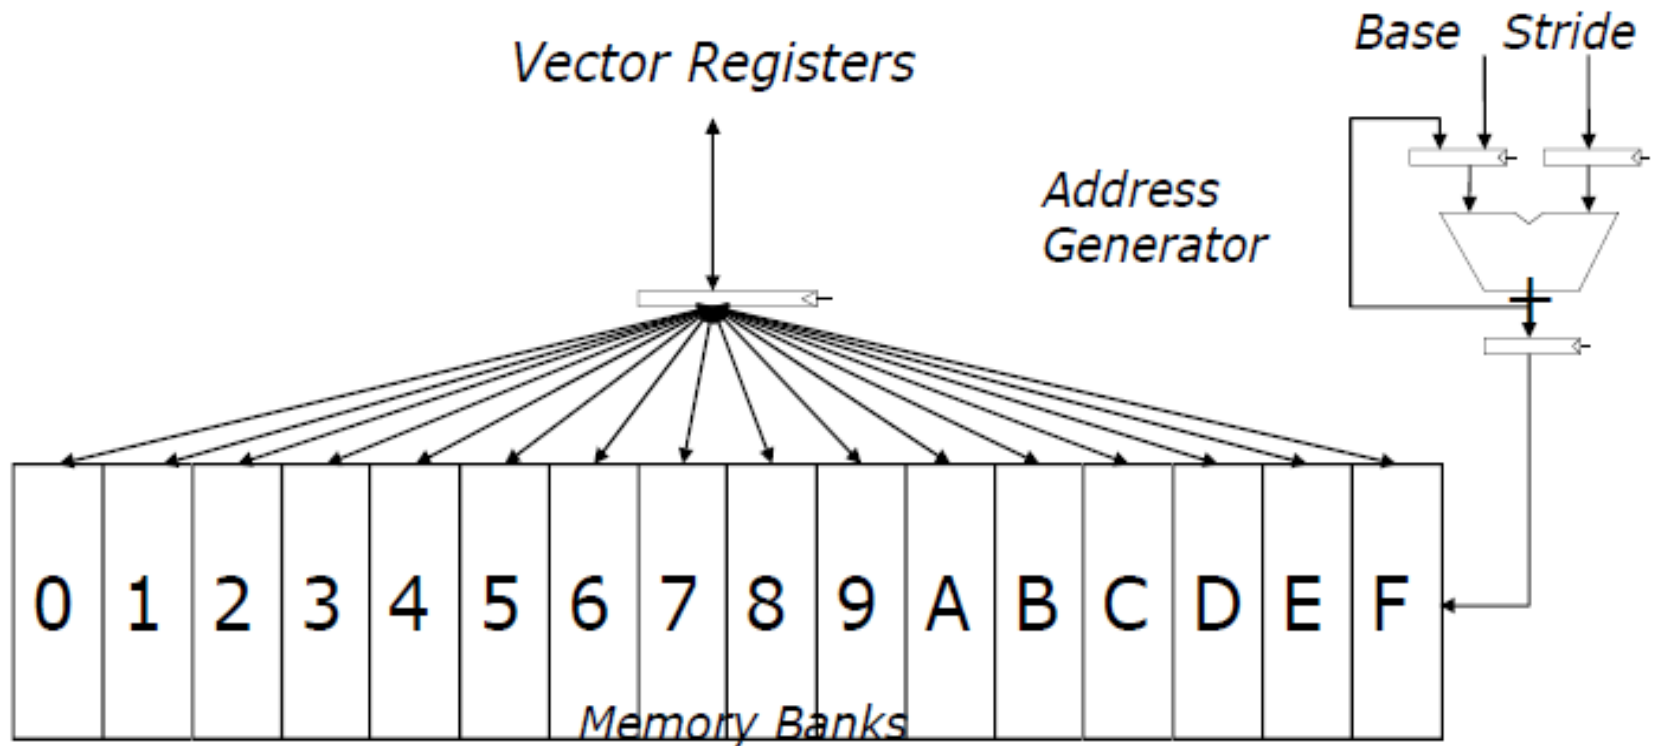 Base Stride
Vector Registers
Address
Generator
+
0 1 2 3 4 5 6 7 8 9 A B C D E F
Memory Banks